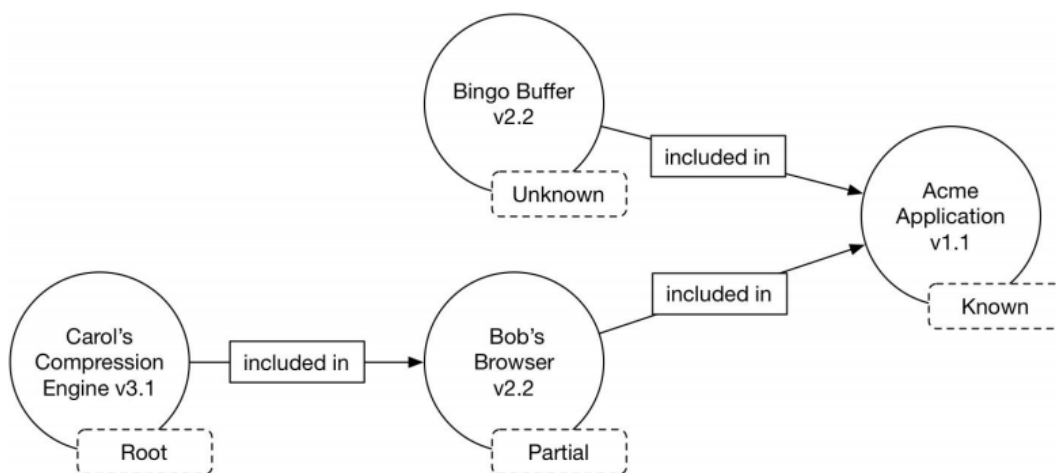 Bingo Buffer
v2.2
Unknown
included in
Acme
Application
v1.1
Known
Carol's
Compression
Engine v3.1
Root
included in
Bob's
Browser
v2.2
Partial
included in